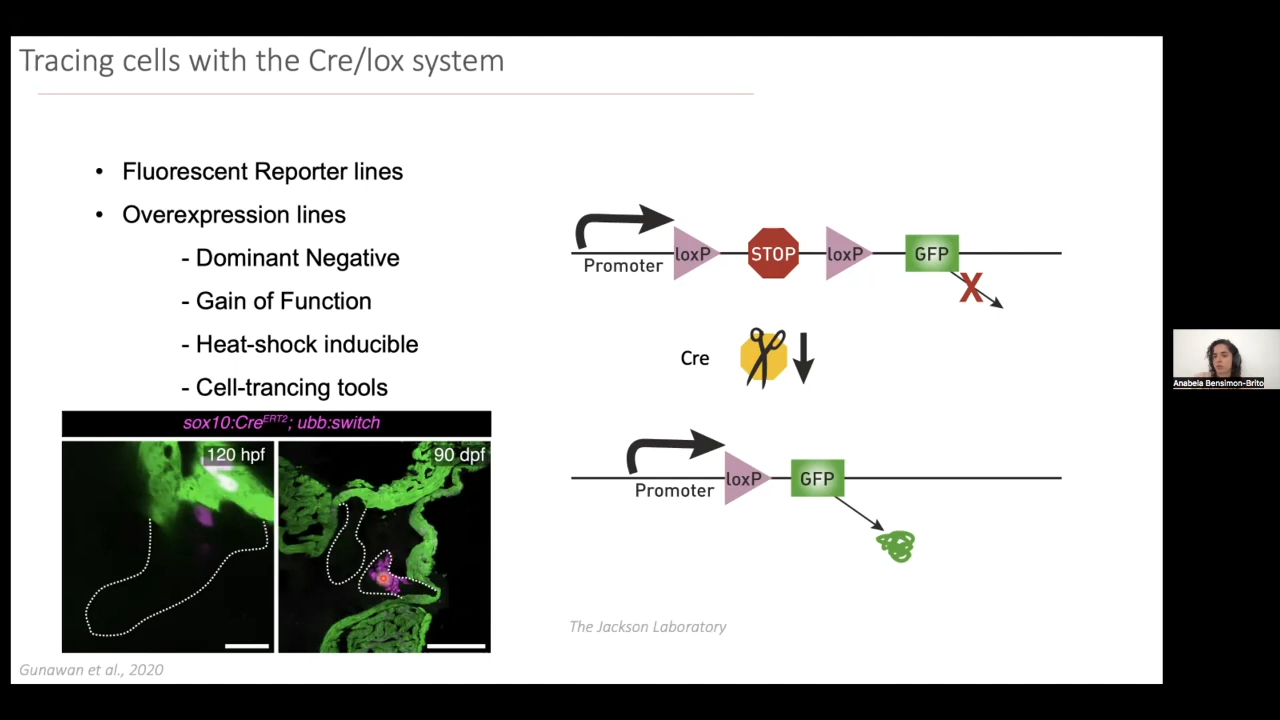 Tracing cells with the Cre/lox system
• Fluorescent Reporter lines
• Overexpression lines
- Dominant Negative
- Gain of Function
- Heat-shock inducible
- Cell-trancing tools
sox10:CreERT2; ubb:switch
120 hpf
90 dpf
Gunawan et al., 2020
Promoter
loxP
STOP
loxP
GFP
X
Cre
Promoter
loxP
GFP
The Jackson Laboratory
Anabela Bensimon-Brito